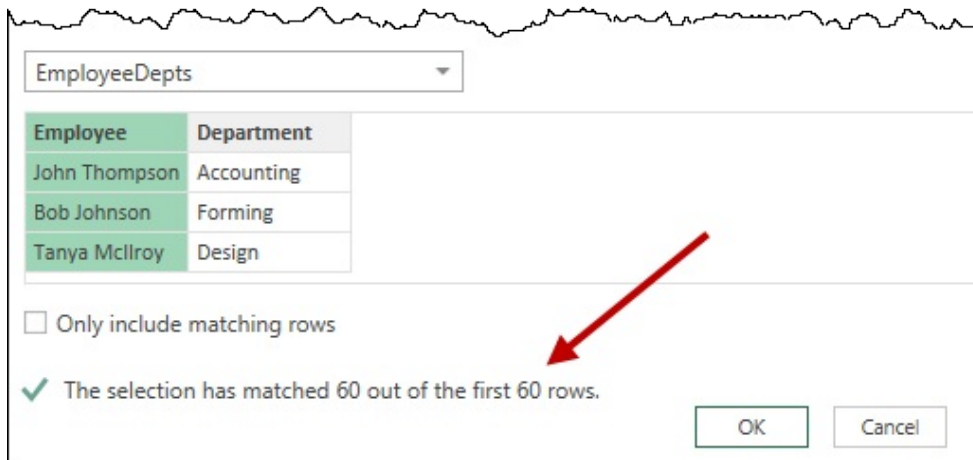 EmployeeDepts
Employee Department
John Thompson Accounting
Bob Johnson Forming
Tanya McIlroy Design
Only include matching rows
The selection has matched 60 out of the first 60 rows.
OK Cancel